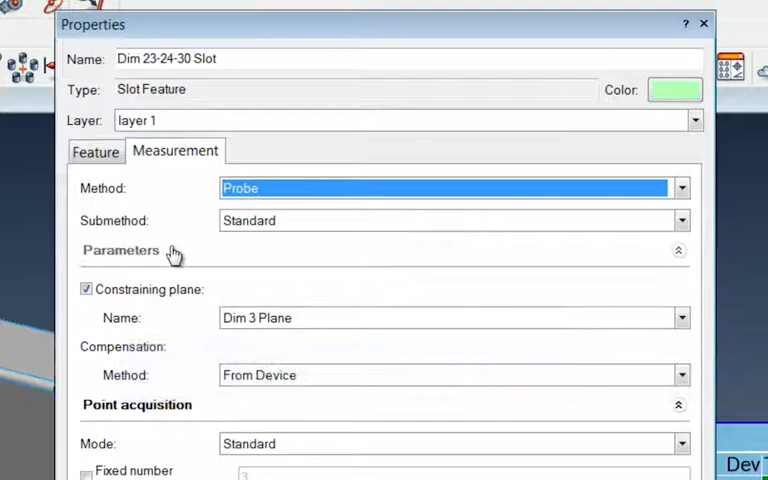 Properties
?
Name: Dim 23-24-30 Slot
Type: Slot Feature Color:
Layer: layer 1
Feature Measurement
Method: Probe
Submethod: Standard
Parameters
Constraining plane:
Name: Dim 3 Plane
Compensation:
Method: From Device
Point acquisition
Mode: Standard
Fixed number 3
Dev